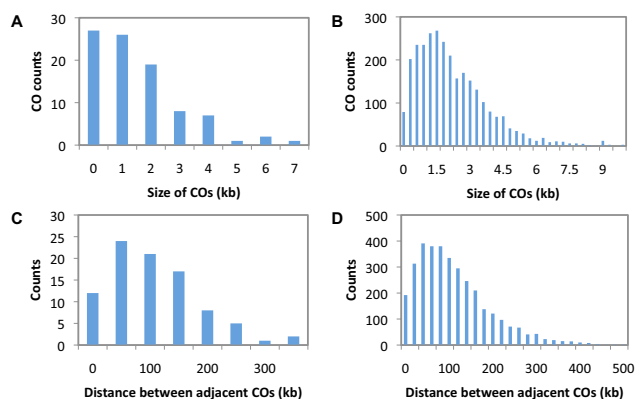 A
CO counts
30
20
10
0
0 1 2 3 4 5 6 7
Size of COs (kb)
B
CO counts
300
200
100
0
0 1.5 3 4.5 6 7.5 9
Size of COs (kb)
C
Counts
30
25
20
15
10
5
0
0 100 200 300
Distance between adjacent COs (kb)
D
Counts
500
400
300
200
100
0
0 100 200 300 400 500
Distance between adjacent COs (kb)